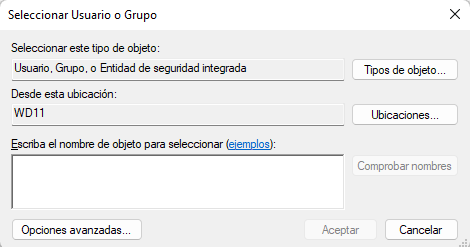 Seleccionar Usuario o Grupo
Seleccionar este tipo de objeto:
Usuario, Grupo, o Entidad de seguridad integrada
Tipos de objeto...
Desde esta ubicación:
WD11
Ubicaciones...
Escriba el nombre de objeto para seleccionar (ejemplos):
Comprobar nombres
Opciones avanzadas...
Aceptar
Cancelar